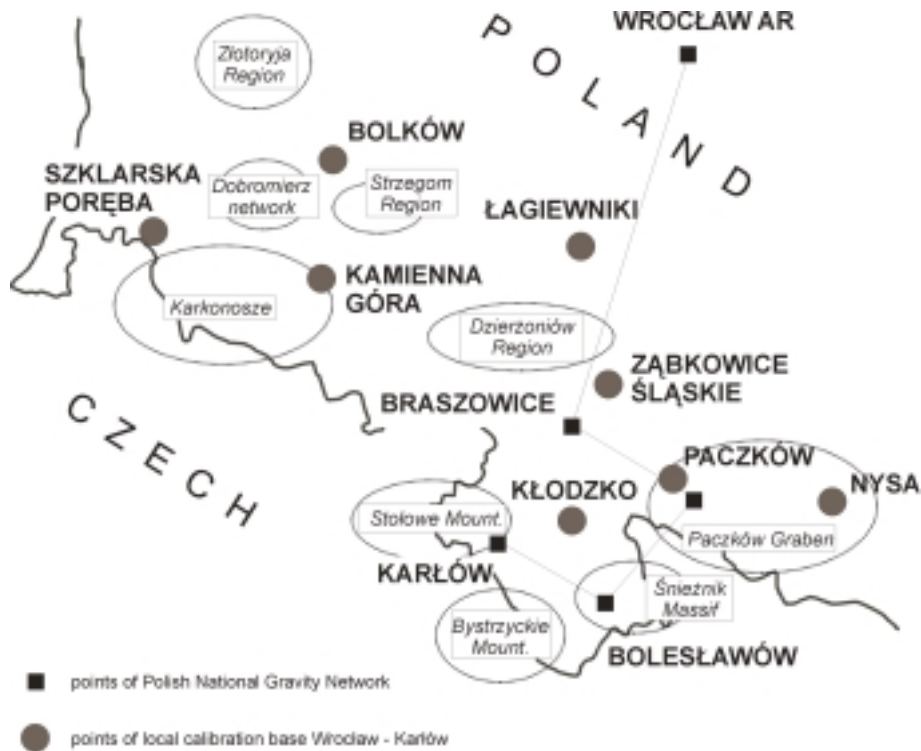 WROCŁAW AR
POLAND
Złotoryja
Region
BOLKÓW
SZKLARSKA
PORĘBA
Dobromierz
network
Strzegom
Region
ŁAGIEWNIKI
KAMIENNA
GÓRA
Karkonosze
Dzierżoniów
Region
ZĄBKOWICE
ŚLĄSKIE
BRASZOWICE
CZECH
PACZKÓW
NYSA
KŁODZKO
Stołowe Mount.
Paczków Graben
KARŁÓW
Śnieżnik
Massif
Bystrzyckie
Mount.
BOLESŁAWÓW
points of Polish National Gravity Network
points of local calibration base Wrocław - Karłów